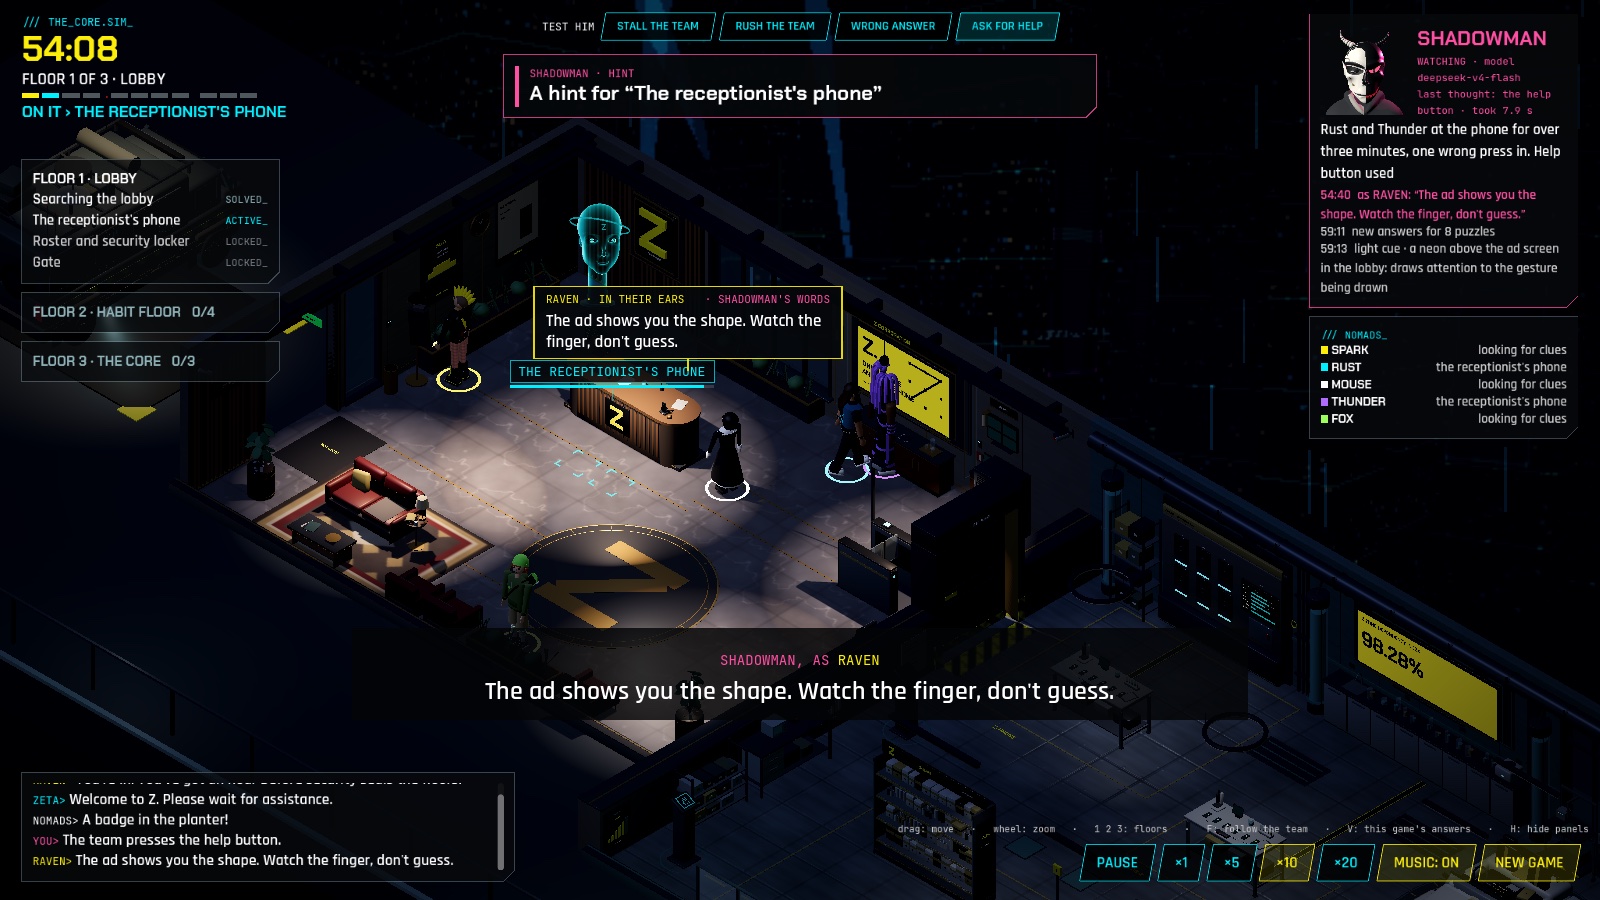 /// THE_CORE.SIM_
54:08
FLOOR 1 OF 3 · LOBBY
ON IT › THE RECEPTIONIST'S PHONE
FLOOR 1 · LOBBY
Searching the lobby SOLVED_
The receptionist's phone ACTIVE_
Roster and security locker LOCKED_
Gate LOCKED_
FLOOR 2 · HABIT FLOOR 0/4
FLOOR 3 · THE CORE 0/3
TEST HIM STALL THE TEAM RUSH THE TEAM WRONG ANSWER ASK FOR HELP
SHADOWMAN · HINT
A hint for “The receptionist's phone”
SHADOWMAN
WATCHING · model
deepseek-v4-flash
last thought: the help
button · took 7.9 s
Rust and Thunder at the phone for over
three minutes, one wrong press in. Help
button used
54:40 as RAVEN: “The ad shows you the
shape. Watch the finger, don't guess.”
59:11 new answers for 8 puzzles
59:13 light cue · a neon above the ad screen
in the lobby: draws attention to the gesture
being drawn
/// NOMADS_
SPARK looking for clues
RUST the receptionist's phone
MOUSE looking for clues
THUNDER the receptionist's phone
FOX looking for clues
RAVEN · IN THEIR EARS · SHADOWMAN'S WORDS
The ad shows you the shape. Watch the
finger, don't guess.
THE RECEPTIONIST'S PHONE
Z
Z
Z.
98.28%
SHADOWMAN, AS RAVEN
The ad shows you the shape. Watch the finger, don't guess.
ZETA> Welcome to Z. Please wait for assistance.
NOMADS> A badge in the planter!
YOU> The team presses the help button.
RAVEN> The ad shows you the shape. Watch the finger, don't guess.
drag: move · wheel: zoom · 1 2 3: floors · F: follow the team · V: this game's answers · H: hide panels
PAUSE ×1 ×5 ×10 ×20 MUSIC: ON NEW GAME